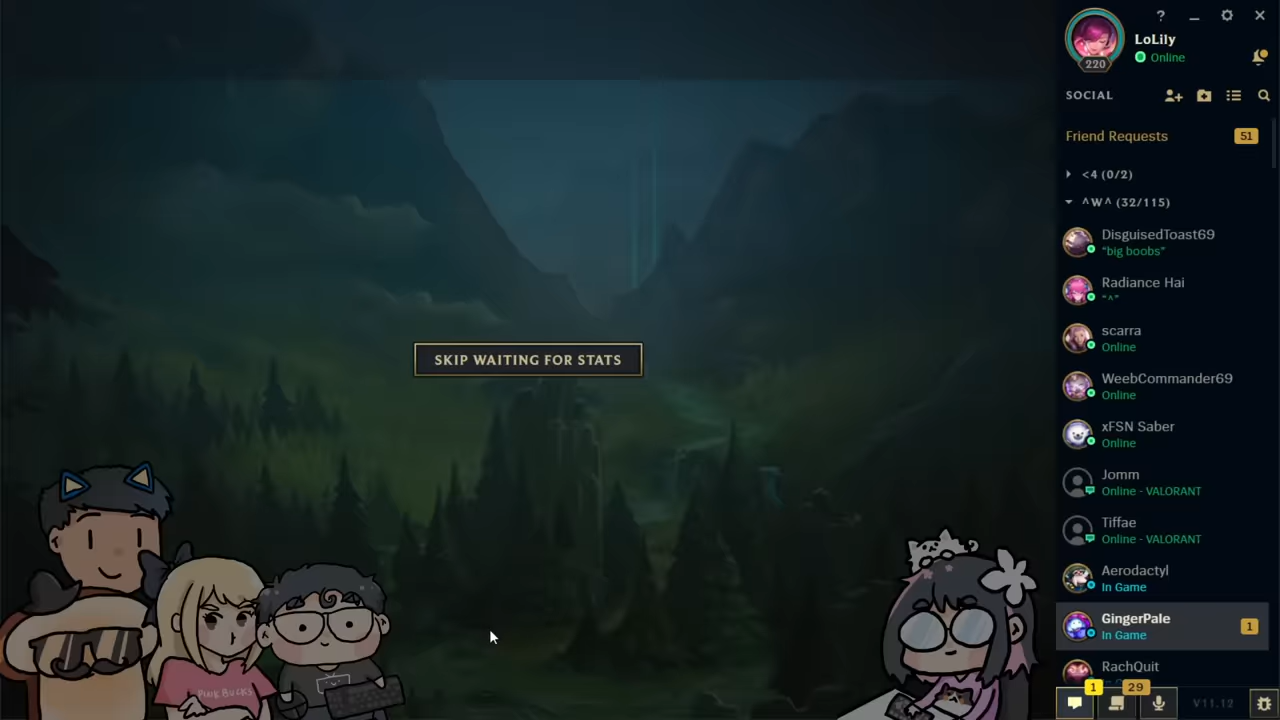 ?
LoLily
Online
220
SOCIAL
Friend Requests
51
<4 (0/2)
^W^ (32/115)
DisguisedToast69
"big boobs"
Radiance Hai
"^"
scarra
Online
SKIP WAITING FOR STATS
WeebCommander69
Online
xFSN Saber
Online
Jomm
Online - VALORANT
Tiffae
Online - VALORANT
Aerodactyl
In Game
GingerPale
In Game
1
RachQuit
1
29
V11.12
PINK BUCKS